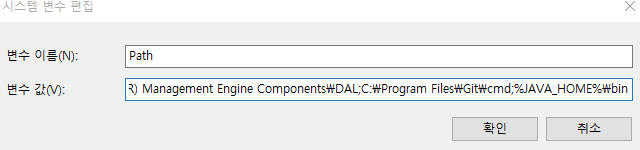 시스템 변수 편집
변수 이름(N):
Path
변수 값(V):
R) Management Engine Components₩DAL;C:₩Program Files₩Git₩cmd;%JAVA_HOME%₩bin
확인
취소